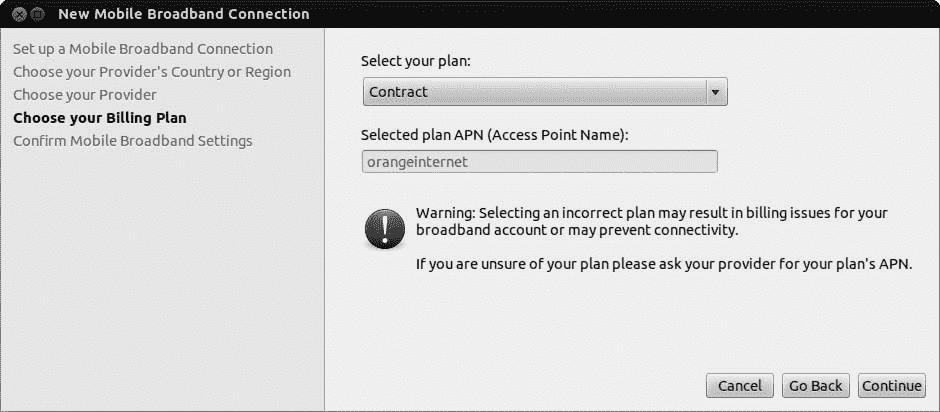 New Mobile Broadband Connection
Set up a Mobile Broadband Connection
Choose your Provider's Country or Region
Choose your Provider
Choose your Billing Plan
Confirm Mobile Broadband Settings
Select your plan:
Contract
Selected plan APN (Access Point Name):
orangeinternet
Warning: Selecting an incorrect plan may result in billing issues for your
broadband account or may prevent connectivity.
If you are unsure of your plan please ask your provider for your plan's APN.
Cancel
Go Back
Continue